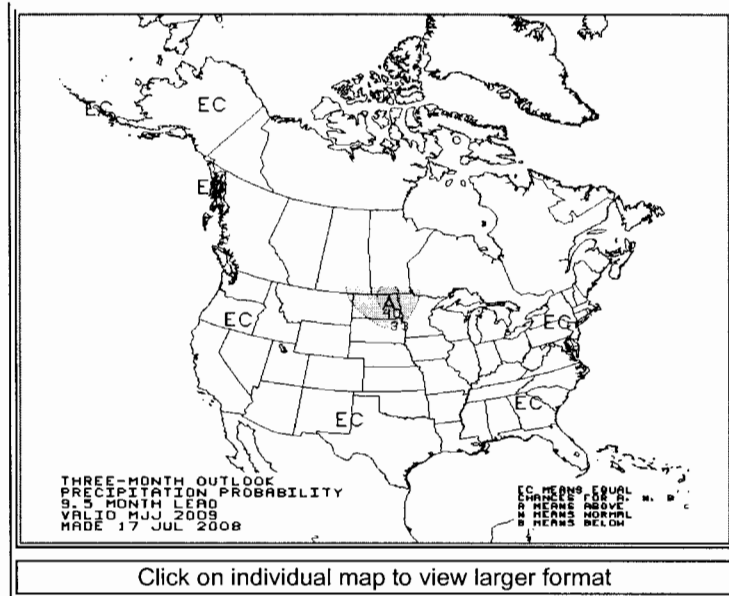 EC
EC
E
EC
A
40
33
EC
EC
EC
THREE-MONTH OUTLOOK
PRECIPITATION PROBABILITY
9.5 MONTH LEAD
VALID MJJ 2009
MADE 17 JUL 2008
EC MEANS EQUAL
CHANCES FOR A, N, B
A MEANS ABOVE
N MEANS NORMAL
B MEANS BELOW
Click on individual map to view larger format